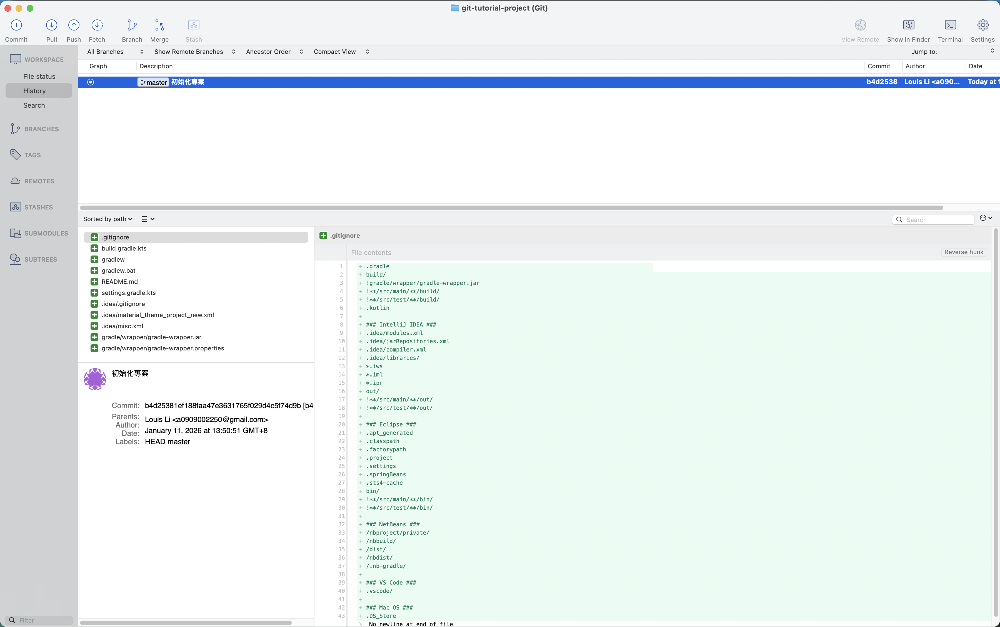 git-tutorial-project (Git)
Commit Pull Push Fetch Branch Merge Stash View Remote Show in Finder Terminal Settings
WORKSPACE
File status
History
Search
BRANCHES
TAGS
REMOTES
STASHES
SUBMODULES
SUBTREES
Filter
All Branches Show Remote Branches Ancestor Order Compact View Jump to:
Graph Description Commit Author Date
master 初始化專案 b4d2538 Louis Li <a090... Today at 1
Sorted by path Search
.gitignore
build.gradle.kts
gradlew
gradlew.bat
README.md
settings.gradle.kts
.idea/.gitignore
.idea/material_theme_project_new.xml
.idea/misc.xml
gradle/wrapper/gradle-wrapper.jar
gradle/wrapper/gradle-wrapper.properties
初始化專案
Commit: b4d25381ef188faa47e3631765f029d4c5f74d9b [b4
Parents:
Author: Louis Li <a0909002250@gmail.com>
Date: January 11, 2026 at 13:50:51 GMT+8
Labels: HEAD master
.gitignore
File contents Reverse hunk
1 + .gradle
2 + build/
3 + !gradle/wrapper/gradle-wrapper.jar
4 + !**/src/main/**/build/
5 + !**/src/test/**/build/
6 + .kotlin
7 +
8 + ### IntelliJ IDEA ###
9 + .idea/modules.xml
10 + .idea/jarRepositories.xml
11 + .idea/compiler.xml
12 + .idea/libraries/
13 + *.iws
14 + *.iml
15 + *.ipr
16 + out/
17 + !**/src/main/**/out/
18 + !**/src/test/**/out/
19 +
20 + ### Eclipse ###
21 + .apt_generated
22 + .classpath
23 + .factorypath
24 + .project
25 + .settings
26 + .springBeans
27 + .sts4-cache
28 + bin/
29 + !**/src/main/**/bin/
30 + !**/src/test/**/bin/
31 +
32 + ### NetBeans ###
33 + /nbproject/private/
34 + /nbbuild/
35 + /dist/
36 + /nbdist/
37 + /.nb-gradle/
38 +
39 + ### VS Code ###
40 + .vscode/
41 +
42 + ### Mac OS ###
43 + .DS_Store
\ No newline at end of file